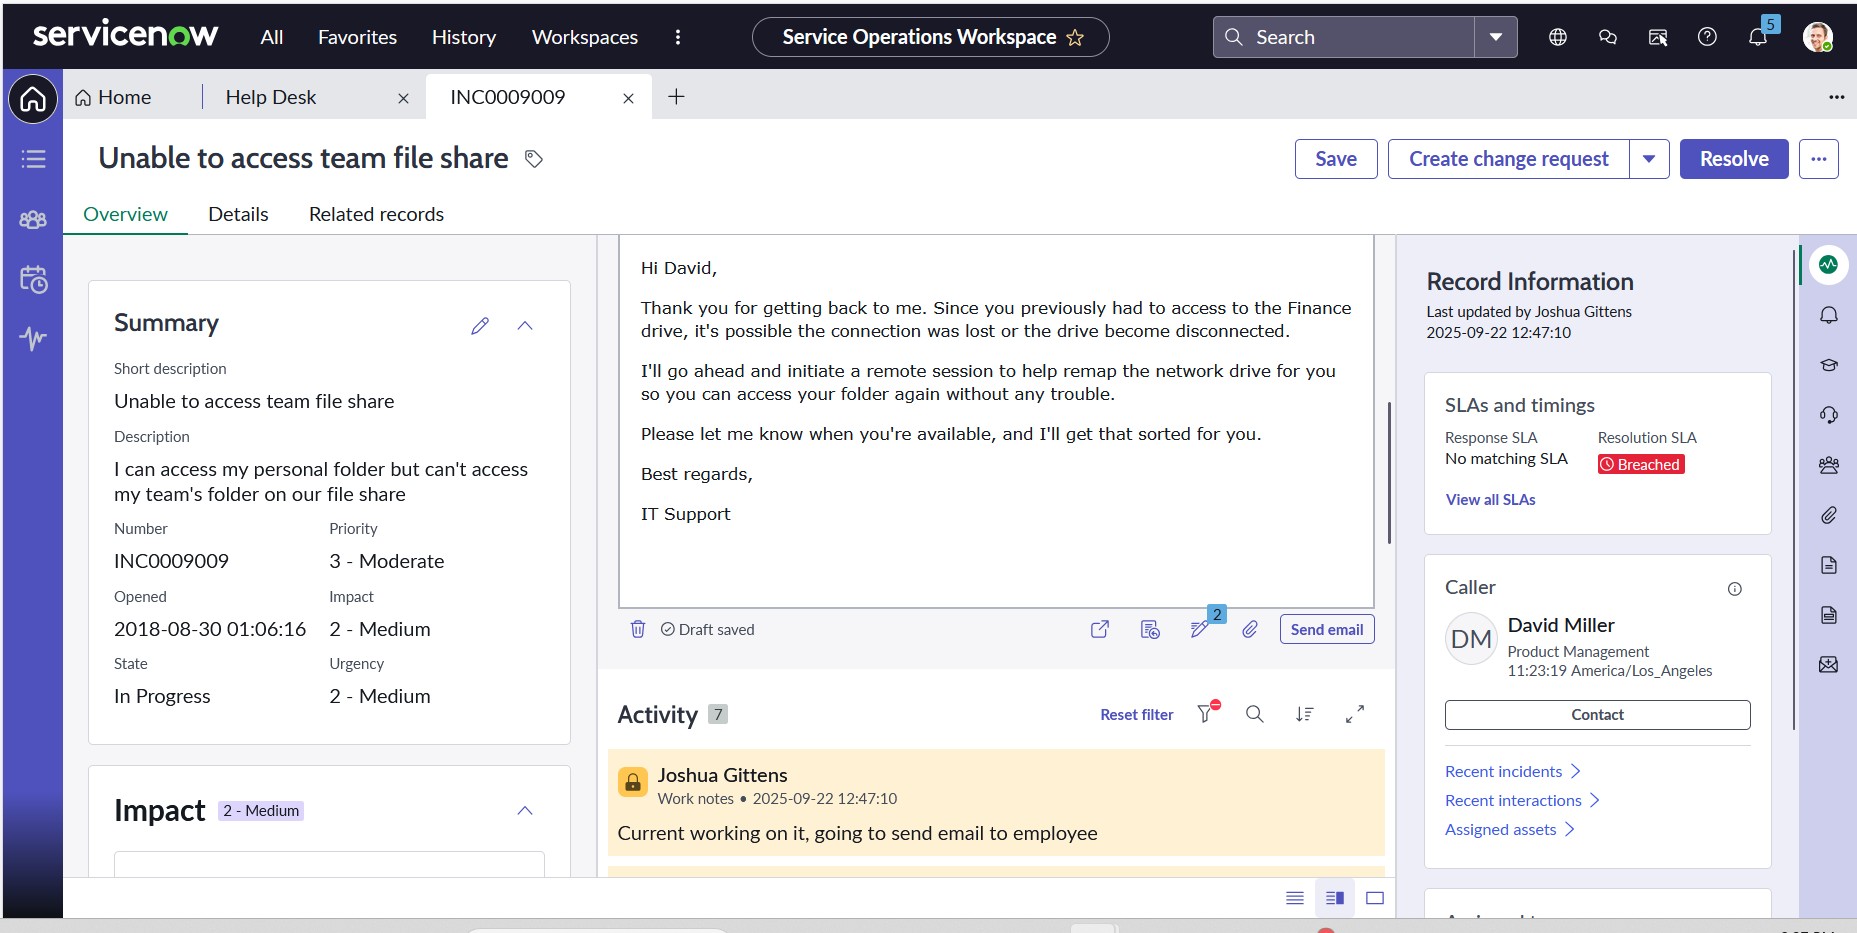 servicenow All Favorites History Workspaces Service Operations Workspace Search 5
Home Help Desk INC0009009
Unable to access team file share
Save Create change request Resolve
Overview Details Related records
Summary
Short description
Unable to access team file share
Description
I can access my personal folder but can't access
my team's folder on our file share
Number Priority
INC0009009 3 - Moderate
Opened Impact
2018-08-30 01:06:16 2 - Medium
State Urgency
In Progress 2 - Medium
Impact 2 - Medium
Hi David,
Thank you for getting back to me. Since you previously had to access to the Finance
drive, it's possible the connection was lost or the drive become disconnected.
I'll go ahead and initiate a remote session to help remap the network drive for you
so you can access your folder again without any trouble.
Please let me know when you're available, and I'll get that sorted for you.
Best regards,
IT Support
Draft saved 2 Send email
Activity 7 Reset filter
Joshua Gittens
Work notes • 2025-09-22 12:47:10
Current working on it, going to send email to employee
Record Information
Last updated by Joshua Gittens
2025-09-22 12:47:10
SLAs and timings
Response SLA Resolution SLA
No matching SLA Breached
View all SLAs
Caller
DM David Miller
Product Management
11:23:19 America/Los_Angeles
Contact
Recent incidents
Recent interactions
Assigned assets